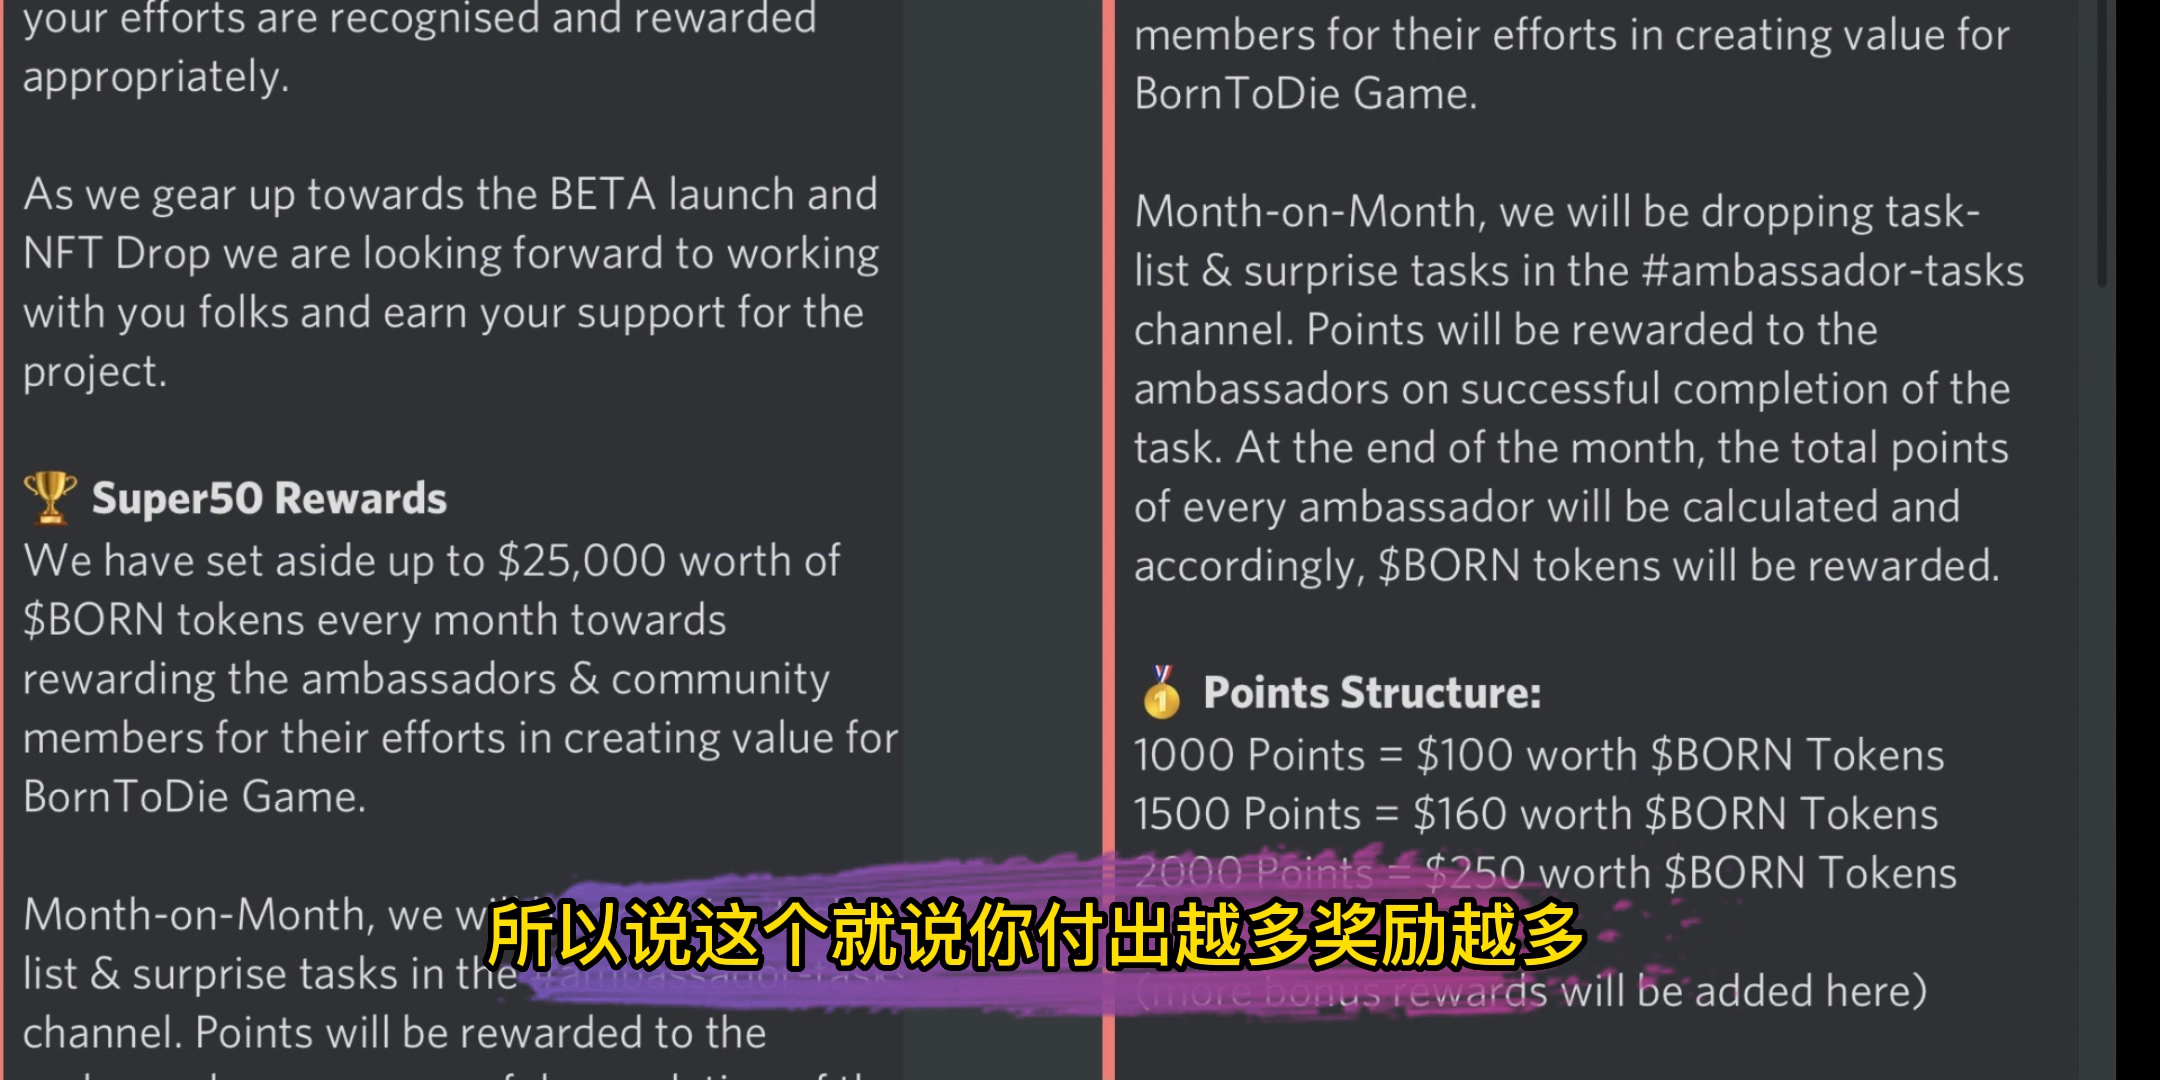 your efforts are recognised and rewarded
appropriately.
As we gear up towards the BETA launch and
NFT Drop we are looking forward to working
with you folks and earn your support for the
project.
🏆 Super50 Rewards
We have set aside up to $25,000 worth of
$BORN tokens every month towards
rewarding the ambassadors & community
members for their efforts in creating value for
BornToDie Game.
Month-on-Month, we
list & surprise tasks in the #ambassador-task
channel. Points will be rewarded to the
members for their efforts in creating value for
BornToDie Game.
Month-on-Month, we will be dropping task-
list & surprise tasks in the #ambassador-tasks
channel. Points will be rewarded to the
ambassadors on successful completion of the
task. At the end of the month, the total points
of every ambassador will be calculated and
accordingly, $BORN tokens will be rewarded.
🏅 Points Structure:
1000 Points = $100 worth $BORN Tokens
1500 Points = $160 worth $BORN Tokens
2000 Points = $250 worth $BORN Tokens
(more bonus rewards will be added here)
所以说这个就说你付出越多奖励越多